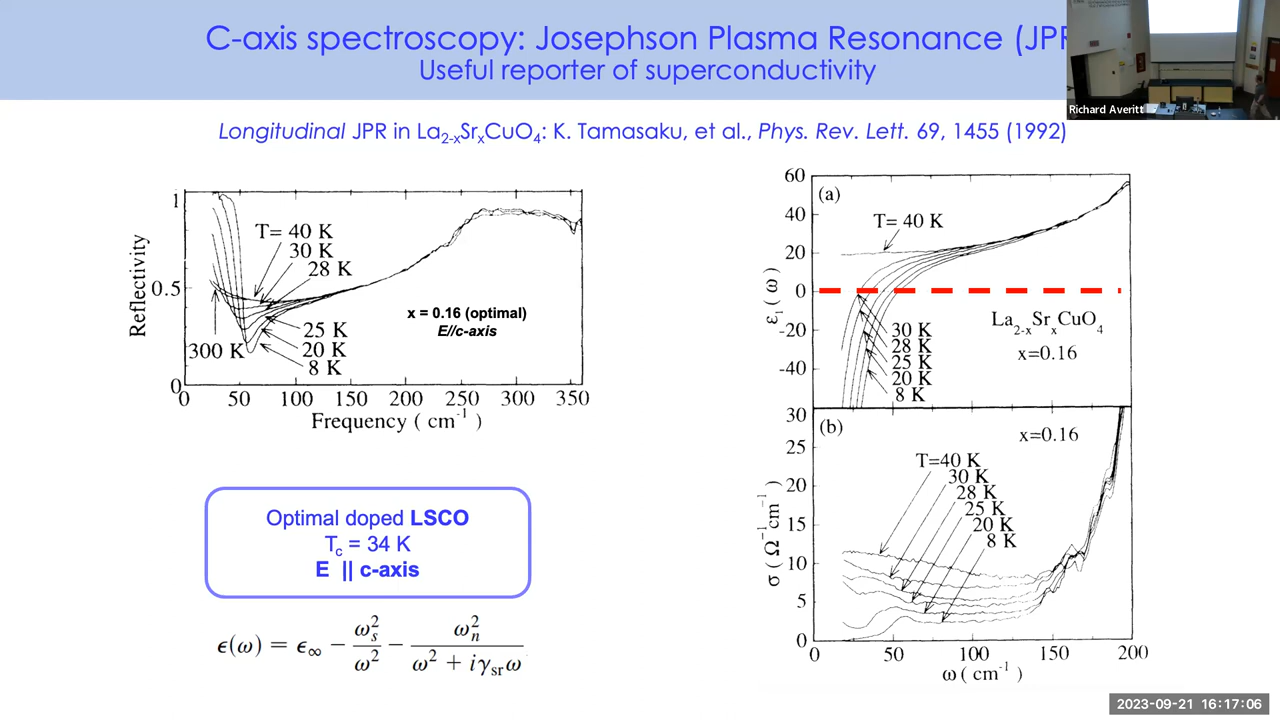 C-axis spectroscopy: Josephson Plasma Resonance (JPR
Useful reporter of superconductivity
Richard Averitt
Longitudinal JPR in La2-xSrxCuO4: K. Tamasaku, et al., Phys. Rev. Lett. 69, 1455 (1992)
Reflectivity
1
0.5
0
T= 40 K
30 K
28 K
25 K
20 K
8 K
300 K
x = 0.16 (optimal)
E//c-axis
0 50 100 150 200 250 300 350
Frequency ( cm-1 )
Optimal doped LSCO
Tc = 34 K
E || c-axis
ϵ(ω) = ϵ∞ − ωs²/ω² − ωn²/(ω² + iγsrω)
(a)
ε1 ( ω )
60
40
20
0
-20
-40
T= 40 K
30 K
28 K
25 K
20 K
8 K
La2-xSrxCuO4
x=0.16
(b)
σ ( Ω-1cm-1 )
30
25
20
15
10
5
0
x=0.16
T=40 K
30 K
28 K
25 K
20 K
8 K
0 50 100 150 200
ω ( cm-1 )
2023-09-21 16:17:06